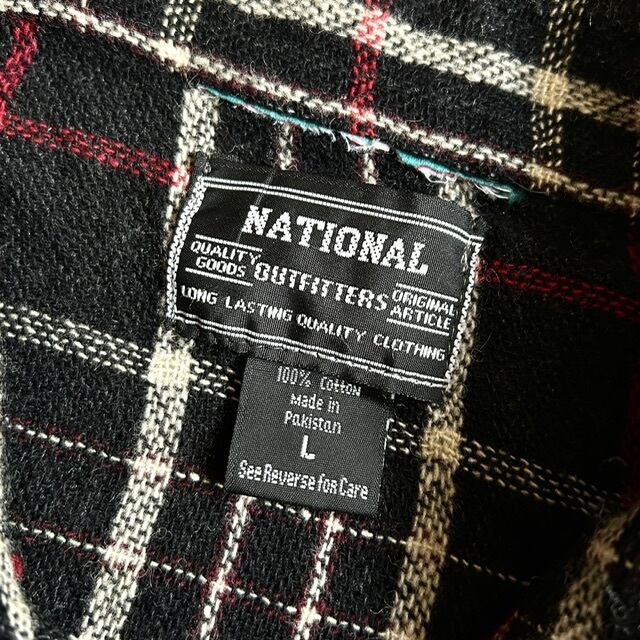 NATIONAL
QUALITY GOODS OUTFITTERS ORIGINAL ARTICLE
LONG LASTING QUALITY CLOTHING
100% Cotton
Made in
Pakistan
L
See Reverse for Care